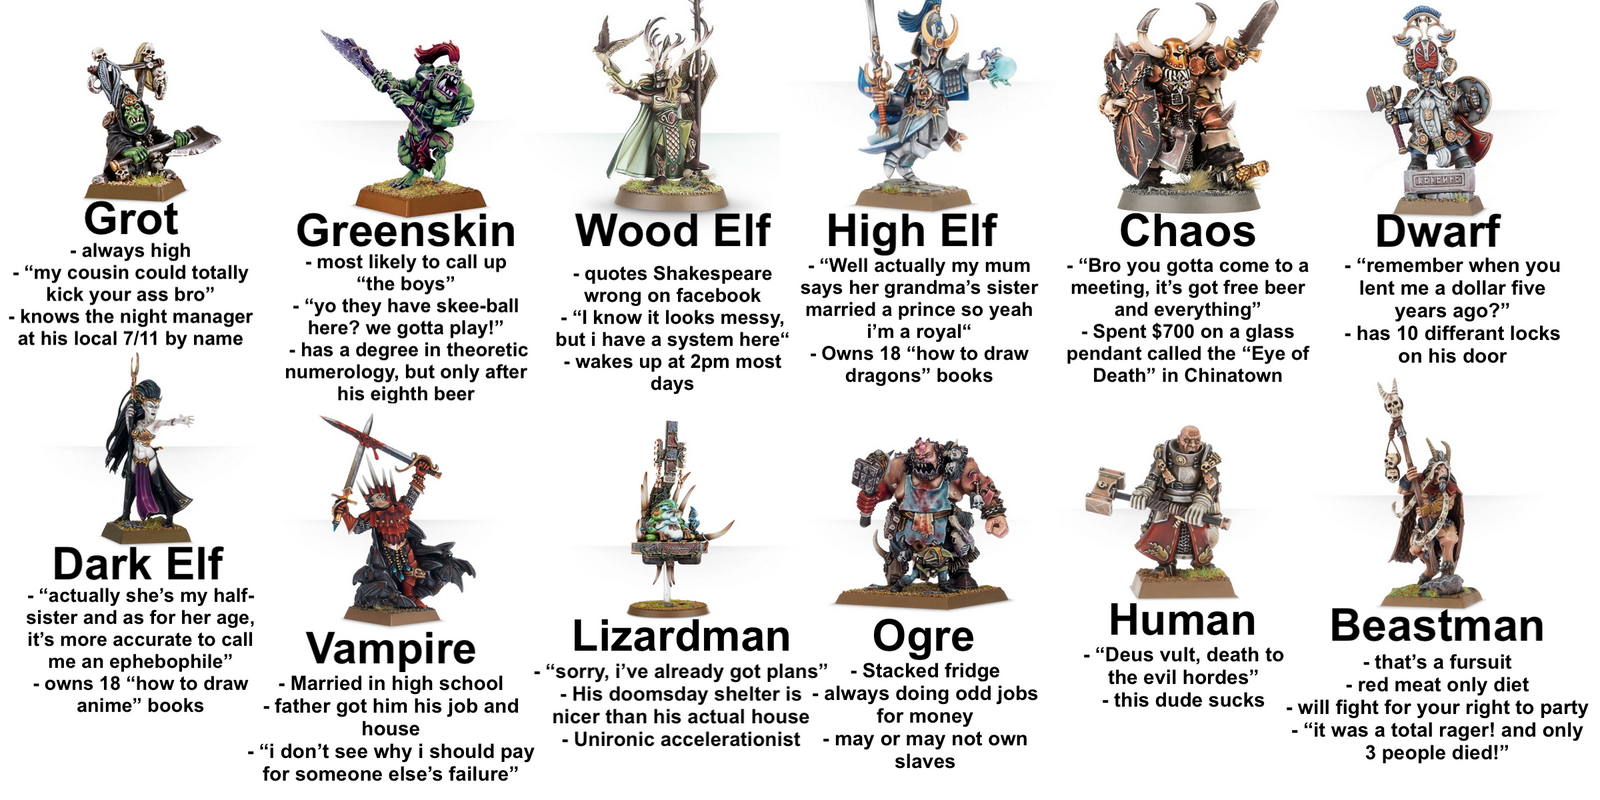 Grot
- always high
- “my cousin could totally
kick your ass bro”
- knows the night manager
at his local 7/11 by name
Greenskin
- most likely to call up
“the boys”
- “yo they have skee-ball
here? we gotta play!”
- has a degree in theoretic
numerology, but only after
his eighth beer
Wood Elf
- quotes Shakespeare
wrong on facebook
- “I know it looks messy,
but i have a system here“
- wakes up at 2pm most
days
High Elf
- “Well actually my mum
says her grandma’s sister
married a prince so yeah
i’m a royal“
- Owns 18 “how to draw
dragons” books
Chaos
- “Bro you gotta come to a
meeting, it’s got free beer
and everything”
- Spent $700 on a glass
pendant called the “Eye of
Death” in Chinatown
Dwarf
- “remember when you
lent me a dollar five
years ago?”
- has 10 differant locks
on his door
Dark Elf
- “actually she’s my half-
sister and as for her age,
it’s more accurate to call
me an ephebophile”
- owns 18 “how to draw
anime” books
Vampire
- Married in high school
- father got him his job and
house
- “i don’t see why i should pay
for someone else’s failure”
Lizardman
- “sorry, i’ve already got plans”
- His doomsday shelter is
nicer than his actual house
- Unironic accelerationist
Ogre
- Stacked fridge
- always doing odd jobs
for money
- may or may not own
slaves
Human
- “Deus vult, death to
the evil hordes”
- this dude sucks
Beastman
- that’s a fursuit
- red meat only diet
- will fight for your right to party
- “it was a total rager! and only
3 people died!”